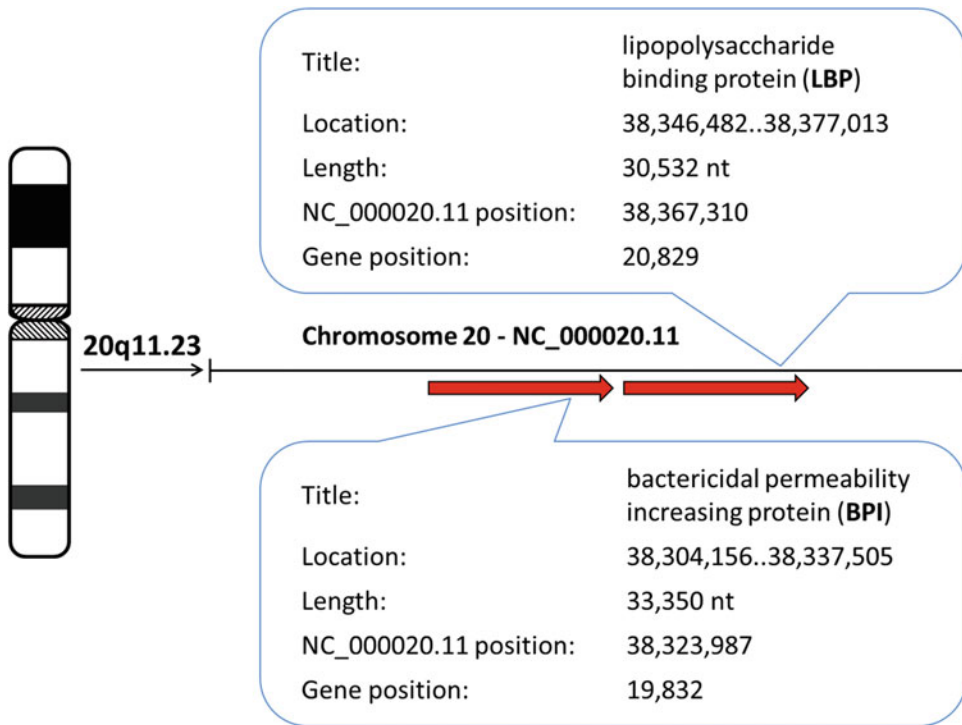 Title: lipopolysaccharide
binding protein (LBP)
Location: 38,346,482..38,377,013
Length: 30,532 nt
NC_000020.11 position: 38,367,310
Gene position: 20,829
20q11.23
Chromosome 20 - NC_000020.11
Title: bactericidal permeability
increasing protein (BPI)
Location: 38,304,156..38,337,505
Length: 33,350 nt
NC_000020.11 position: 38,323,987
Gene position: 19,832